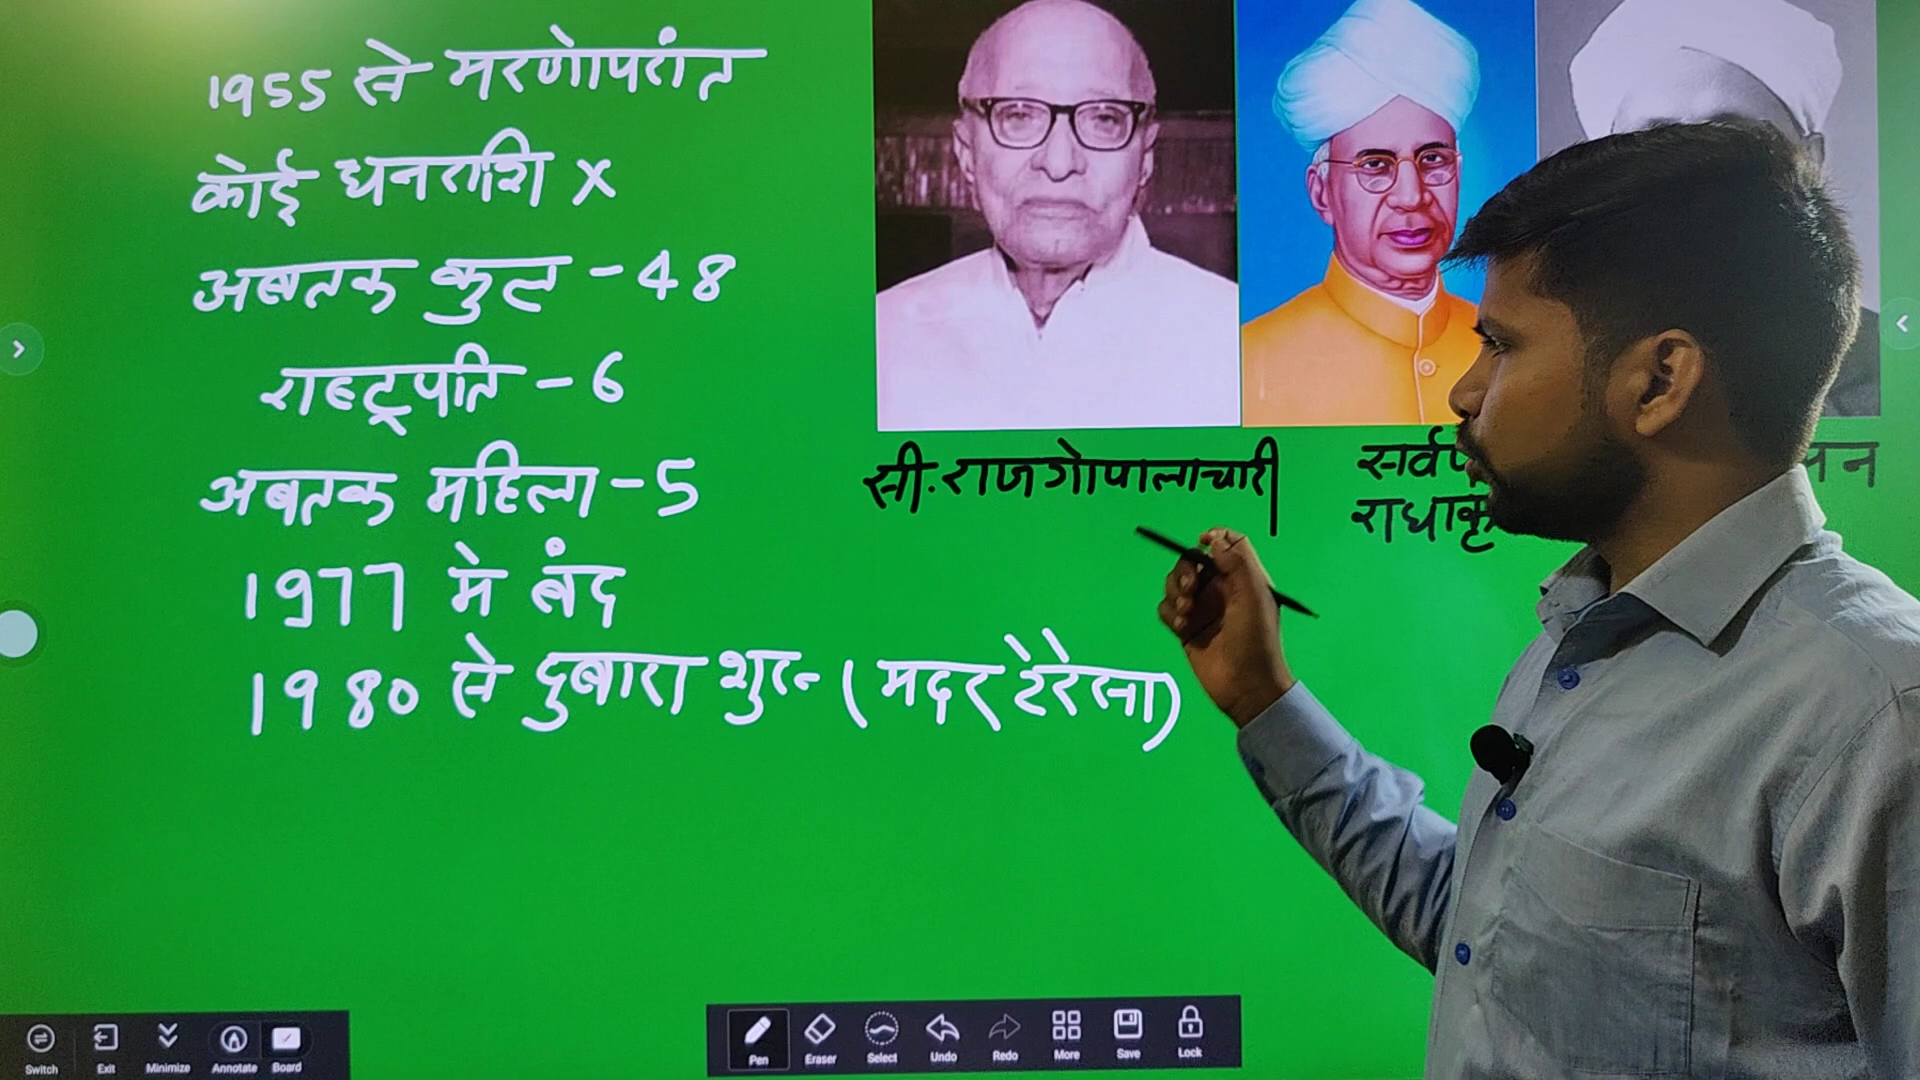 1955 से मरणोपरांत
कोई धनराशि x
अबतक कुल - 48
राष्ट्रपति - 6
अबतक महिला - 5
1977 मे बंद
1980 से दुबारा शुरू (मदर टेरेसा)
सी. राजगोपालाचारी
Switch Exit Minimize Annotate Board
Pen Eraser Select Undo Redo More Save Lock